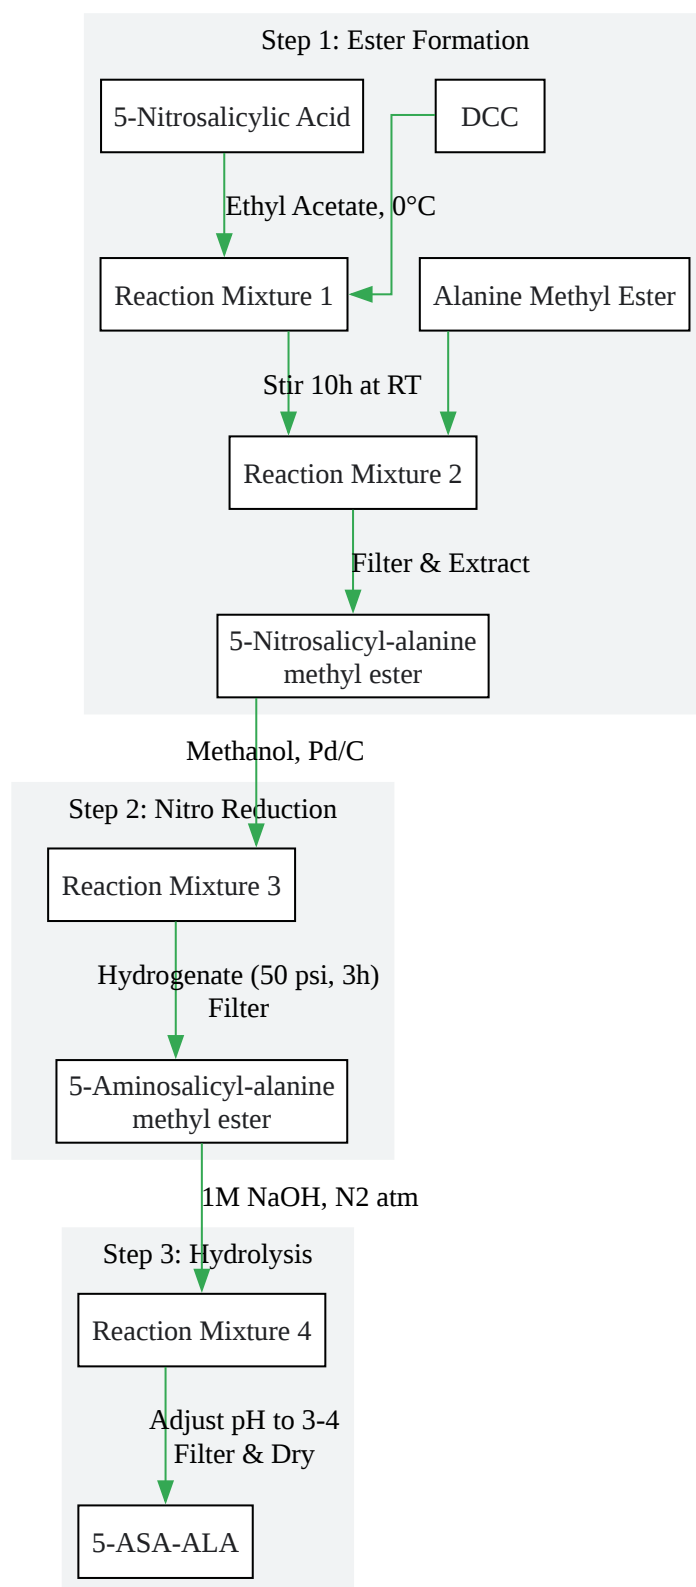 Step 1: Ester Formation
5-Nitrosalicylic Acid
DCC
Ethyl Acetate, 0°C
Reaction Mixture 1
Alanine Methyl Ester
Stir 10h at RT
Reaction Mixture 2
Filter & Extract
5-Nitrosalicyl-alanine
methyl ester
Methanol, Pd/C
Step 2: Nitro Reduction
Reaction Mixture 3
Hydrogenate (50 psi, 3h)
Filter
5-Aminosalicyl-alanine
methyl ester
1M NaOH, N2 atm
Step 3: Hydrolysis
Reaction Mixture 4
Adjust pH to 3-4
Filter & Dry
5-ASA-ALA